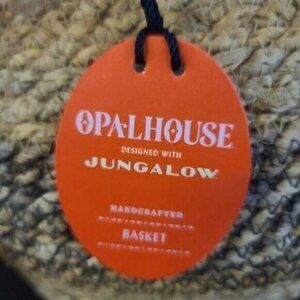 OPALHOUSE
DESIGNED WITH
JUNGALOW
HANDCRAFTED
BASKET